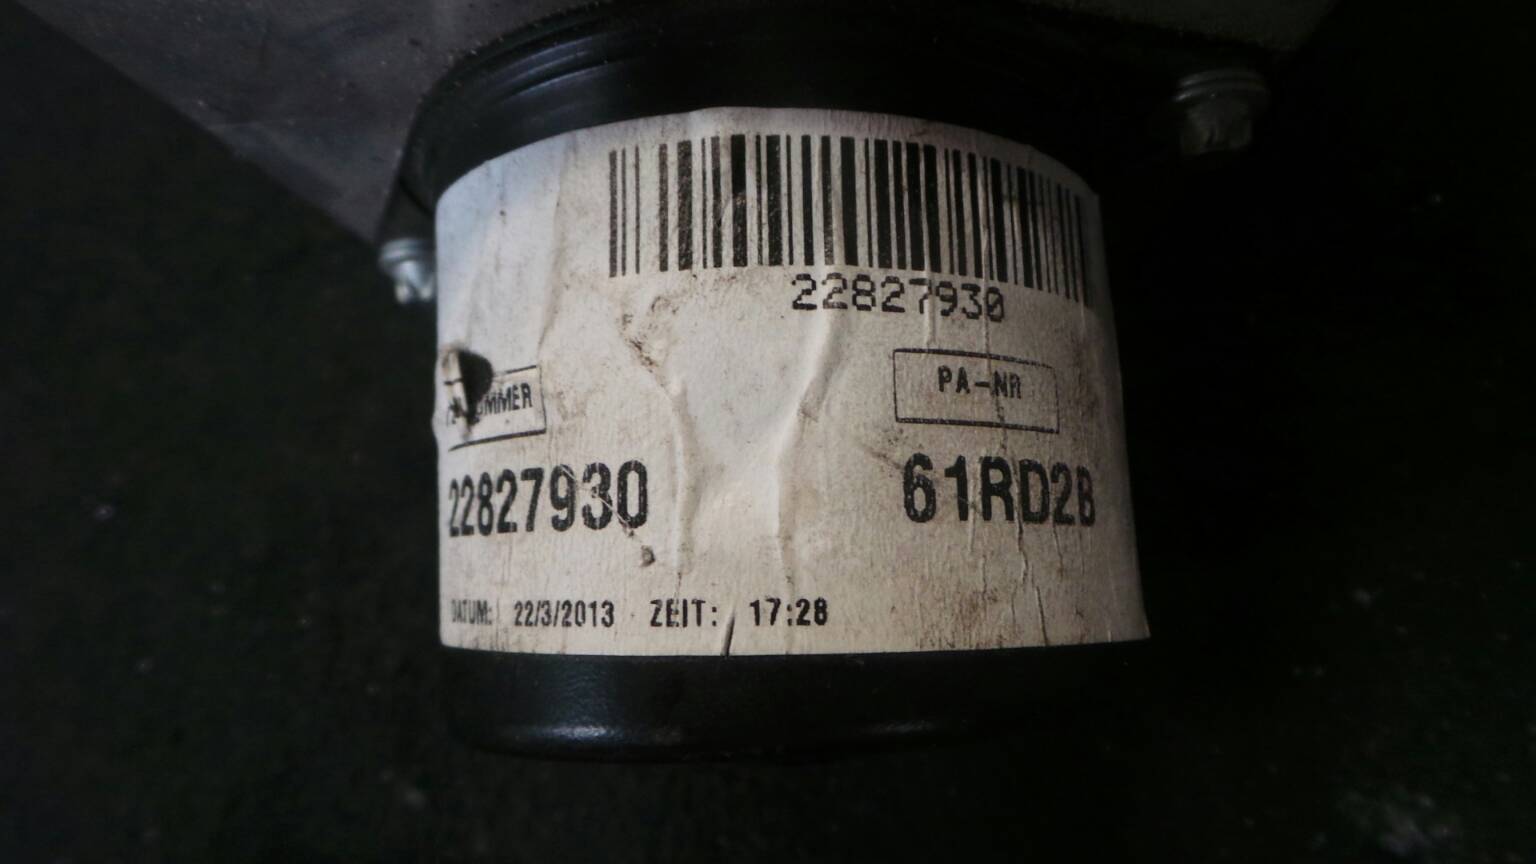 22827930
PA-NR
22827930
61RD2B
DATUM: 22/3/2013 ZEIT: 17:28